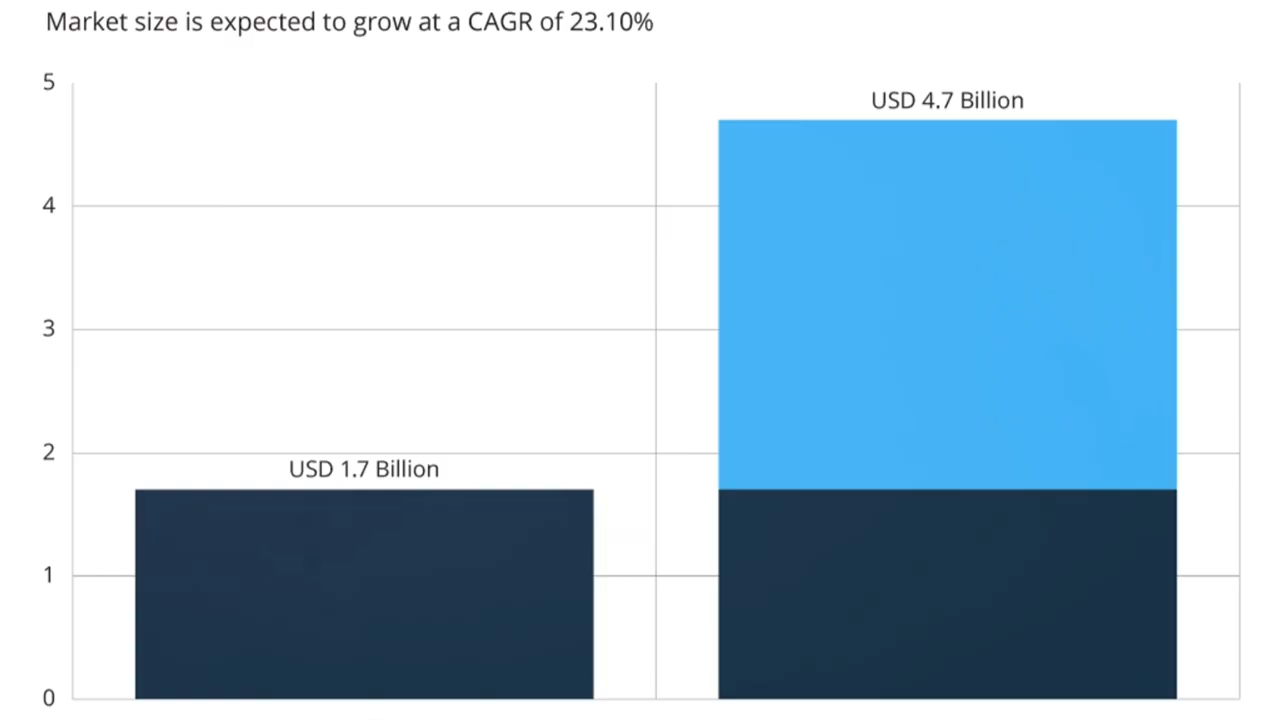 Market size is expected to grow at a CAGR of 23.10%
5
USD 4.7 Billion
4
3
2
USD 1.7 Billion
1
0